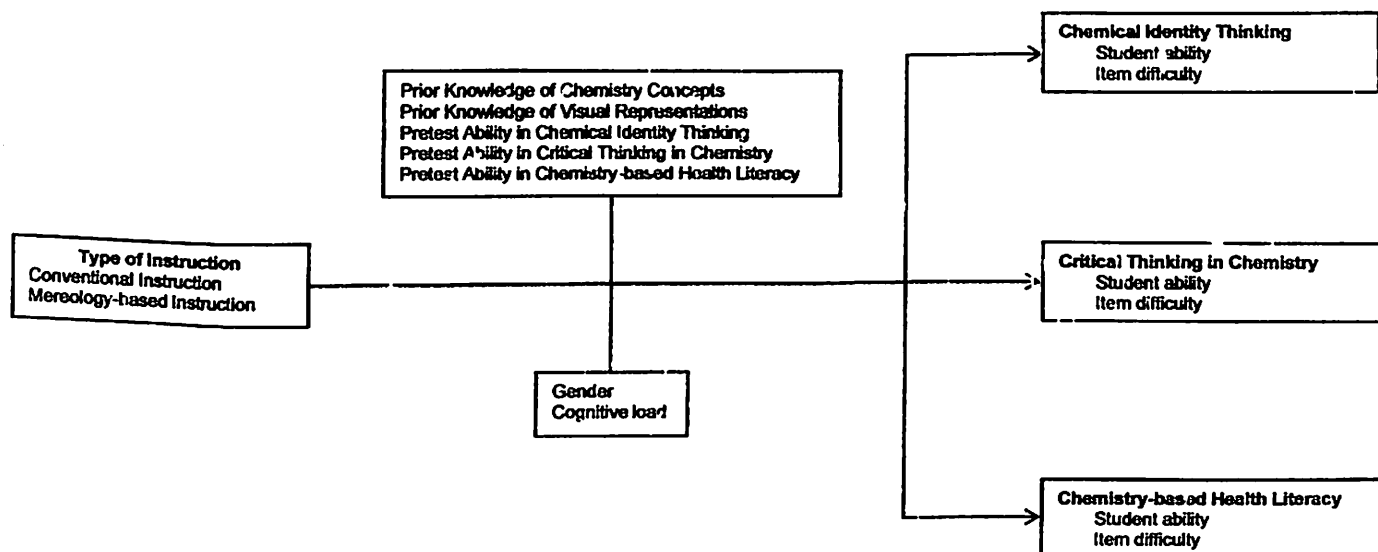 Chemical Identity Thinking
Student ability
Item difficulty
Prior Knowledge of Chemistry Concepts
Prior Knowledge of Visual Representations
Pretest Ability in Chemical Identity Thinking
Pretest Ability in Critical Thinking in Chemistry
Pretest Ability in Chemistry-based Health Literacy
Type of Instruction
Conventional Instruction
Mereology-based Instruction
Critical Thinking in Chemistry
Student ability
Item difficulty
Gender
Cognitive load
Chemistry-based Health Literacy
Student ability
Item difficulty